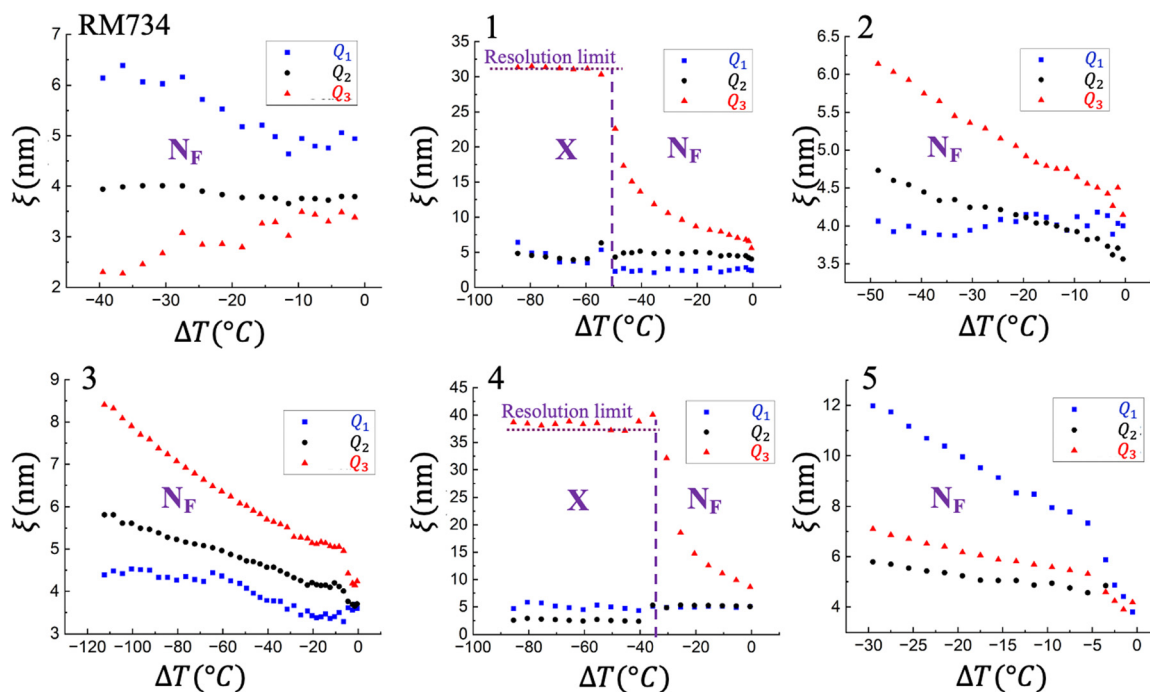 RM734
7
6
5
4
3
2
ξ(nm)
N_F
Q₁
Q₂
Q₃
−40
−30
−20
−10
0
ΔT(°C)
1
35
30
25
20
15
10
5
0
ξ(nm)
Resolution limit
X
N_F
Q₁
Q₂
Q₃
−100
−80
−60
−40
−20
0
ΔT(°C)
2
6.5
6.0
5.5
5.0
4.5
4.0
3.5
ξ(nm)
N_F
Q₁
Q₂
Q₃
−50
−40
−30
−20
−10
0
ΔT(°C)
3
9
8
7
6
5
4
3
ξ(nm)
N_F
Q₁
Q₂
Q₃
−120
−100
−80
−60
−40
−20
0
ΔT(°C)
4
45
40
35
30
25
20
15
10
5
0
ξ(nm)
Resolution limit
X
N_F
Q₁
Q₂
Q₃
−100
−80
−60
−40
−20
0
ΔT(°C)
5
12
10
8
6
4
ξ(nm)
N_F
Q₁
Q₂
Q₃
−30
−25
−20
−15
−10
−5
0
ΔT(°C)